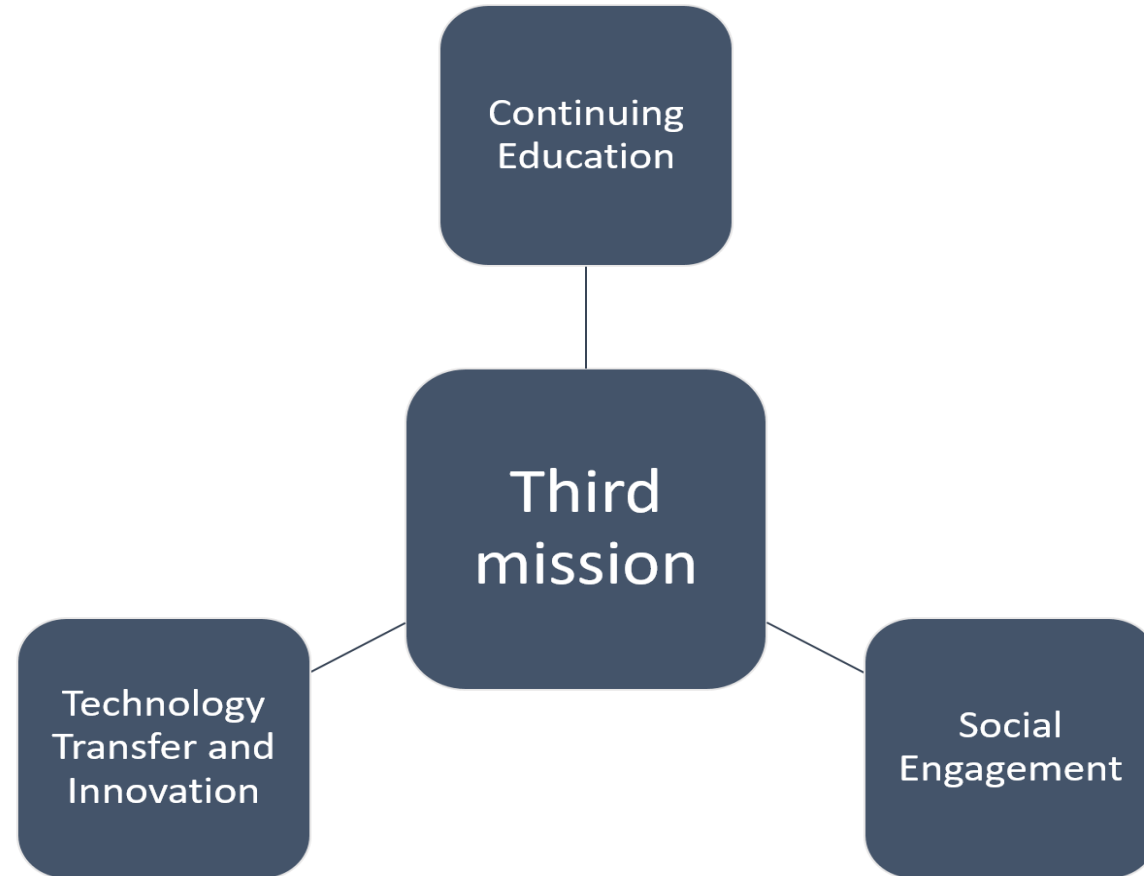 Continuing
Education
Third
mission
Technology
Transfer and
Innovation
Social
Engagement